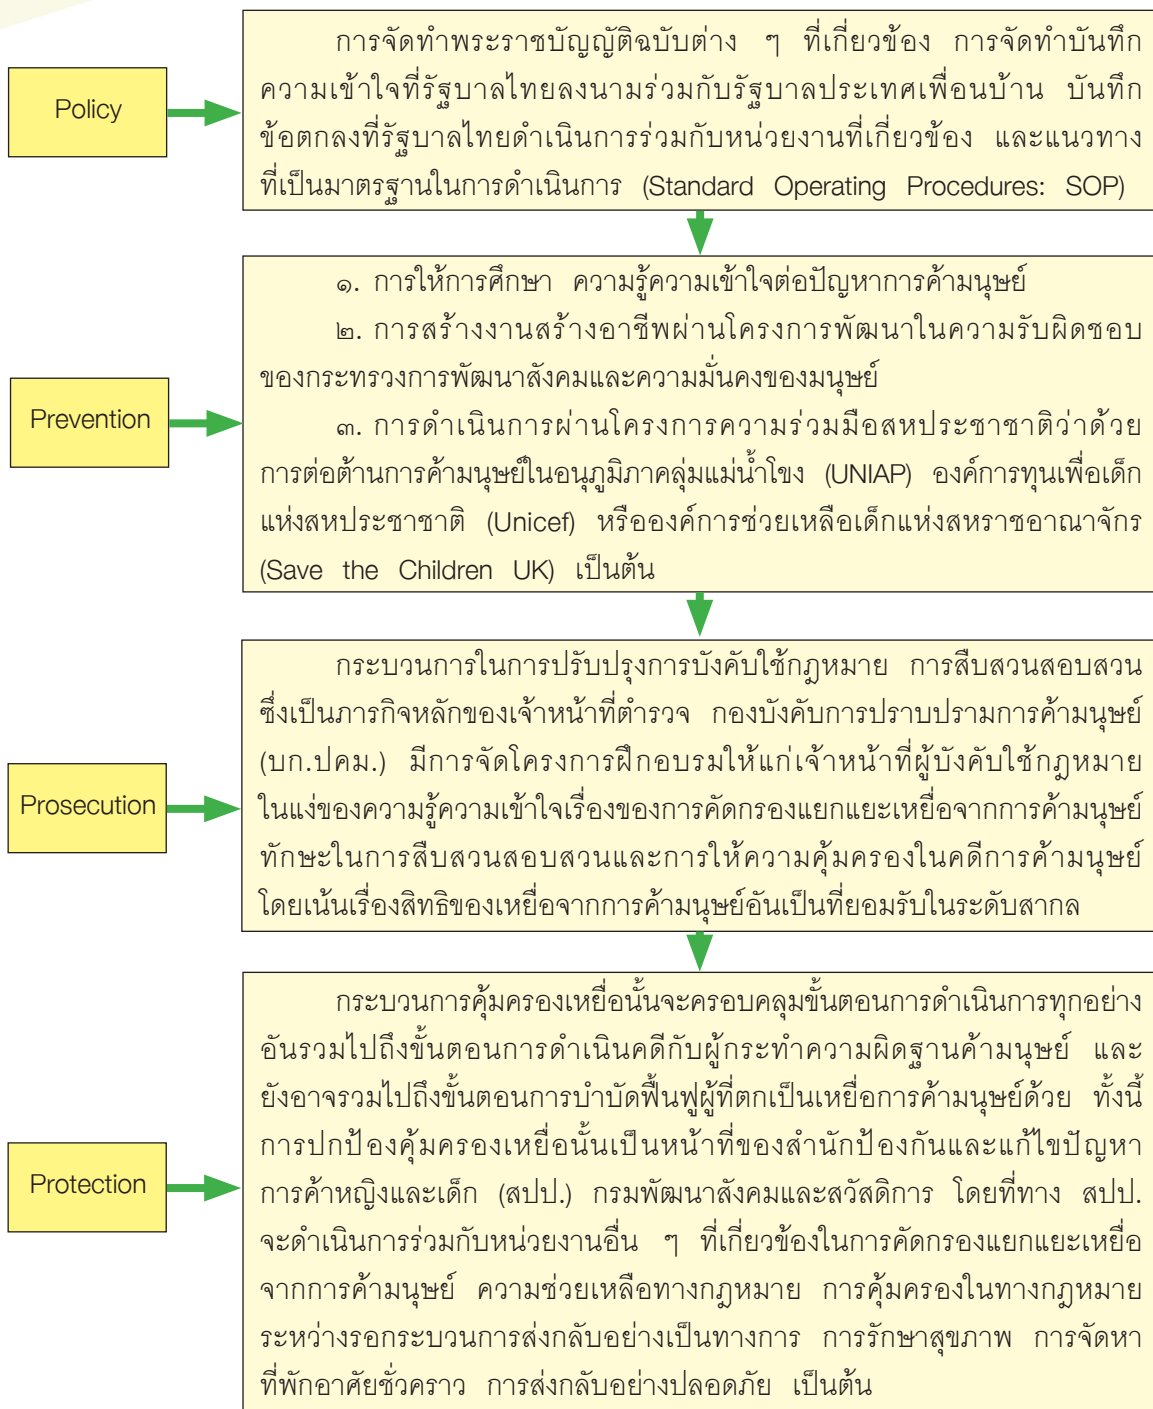 Policy
การจัดทำพระราชบัญญัติฉบับต่าง ๆ ที่เกี่ยวข้อง การจัดทำบันทึก
ความเข้าใจที่รัฐบาลไทยลงนามร่วมกับรัฐบาลประเทศเพื่อนบ้าน บันทึก
ข้อตกลงที่รัฐบาลไทยดำเนินการร่วมกับหน่วยงานที่เกี่ยวข้อง และแนวทาง
ที่เป็นมาตรฐานในการดำเนินการ (Standard Operating Procedures: SOP)
Prevention
๑. การให้การศึกษา ความรู้ความเข้าใจต่อปัญหาการค้ามนุษย์
๒. การสร้างงานสร้างอาชีพผ่านโครงการพัฒนาในความรับผิดชอบ
ของกระทรวงการพัฒนาสังคมและความมั่นคงของมนุษย์
๓. การดำเนินการผ่านโครงการความร่วมมือสหประชาชาติว่าด้วย
การต่อต้านการค้ามนุษย์ในอนุภูมิภาคลุ่มแม่น้ำโขง (UNIAP) องค์การทุนเพื่อเด็ก
แห่งสหประชาชาติ (Unicef) หรือองค์การช่วยเหลือเด็กแห่งสหราชอาณาจักร
(Save the Children UK) เป็นต้น
Prosecution
กระบวนการในการปรับปรุงการบังคับใช้กฎหมาย การสืบสวนสอบสวน
ซึ่งเป็นภารกิจหลักของเจ้าหน้าที่ตำรวจ กองบังคับการปราบปรามการค้ามนุษย์
(บก.ปคม.) มีการจัดโครงการฝึกอบรมให้แก่เจ้าหน้าที่ผู้บังคับใช้กฎหมาย
ในแง่ของความรู้ความเข้าใจเรื่องของการคัดกรองแยกแยะเหยื่อจากการค้ามนุษย์
ทักษะในการสืบสวนสอบสวนและการให้ความคุ้มครองในคดีการค้ามนุษย์
โดยเน้นเรื่องสิทธิของเหยื่อจากการค้ามนุษย์อันเป็นที่ยอมรับในระดับสากล
Protection
กระบวนการคุ้มครองเหยื่อนั้นจะครอบคลุมขั้นตอนการดำเนินการทุกอย่าง
อันรวมไปถึงขั้นตอนการดำเนินคดีกับผู้กระทำความผิดฐานค้ามนุษย์ และ
ยังอาจรวมไปถึงขั้นตอนการบำบัดฟื้นฟูผู้ที่ตกเป็นเหยื่อการค้ามนุษย์ด้วย ทั้งนี้
การปกป้องคุ้มครองเหยื่อนั้นเป็นหน้าที่ของสำนักป้องกันและแก้ไขปัญหา
การค้าหญิงและเด็ก (สปป.) กรมพัฒนาสังคมและสวัสดิการ โดยที่ทาง สปป.
จะดำเนินการร่วมกับหน่วยงานอื่น ๆ ที่เกี่ยวข้องในการคัดกรองแยกแยะเหยื่อ
จากการค้ามนุษย์ ความช่วยเหลือทางกฎหมาย การคุ้มครองในทางกฎหมาย
ระหว่างรอกระบวนการส่งกลับอย่างเป็นทางการ การรักษาสุขภาพ การจัดหา
ที่พักอาศัยชั่วคราว การส่งกลับอย่างปลอดภัย เป็นต้น